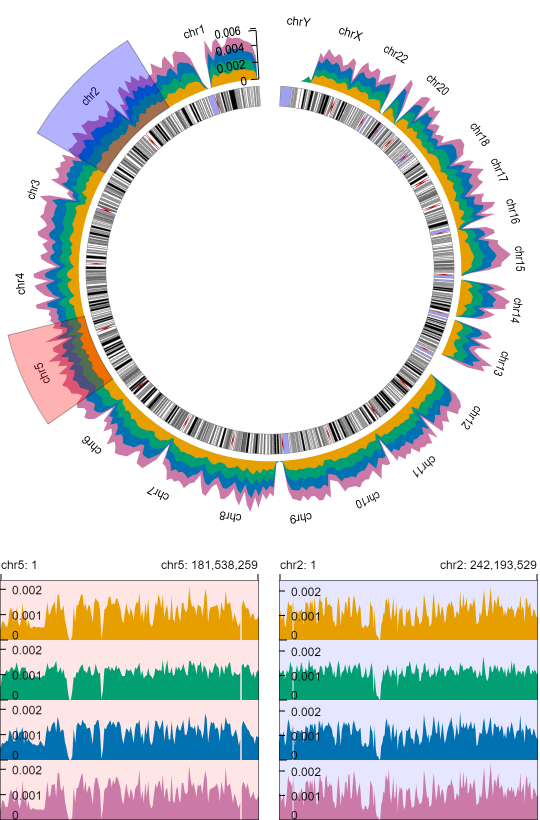 chr1
0.006
0.004
0.002
0
chrY
chrX
chr22
chr20
chr18
chr17
chr16
chr15
chr14
chr13
chr12
chr11
chr10
chr9
chr8
chr7
chr6
chr5
chr4
chr3
chr2
chr5: 1
chr5: 181,538,259
chr2: 1
chr2: 242,193,529
0.002
0.001
0
0.002
0.001
0
0.002
0.001
0
0.002
0.001
0
0.002
0.001
0
0.002
0.001
0
0.002
0.001
0
0.002
0.001
0